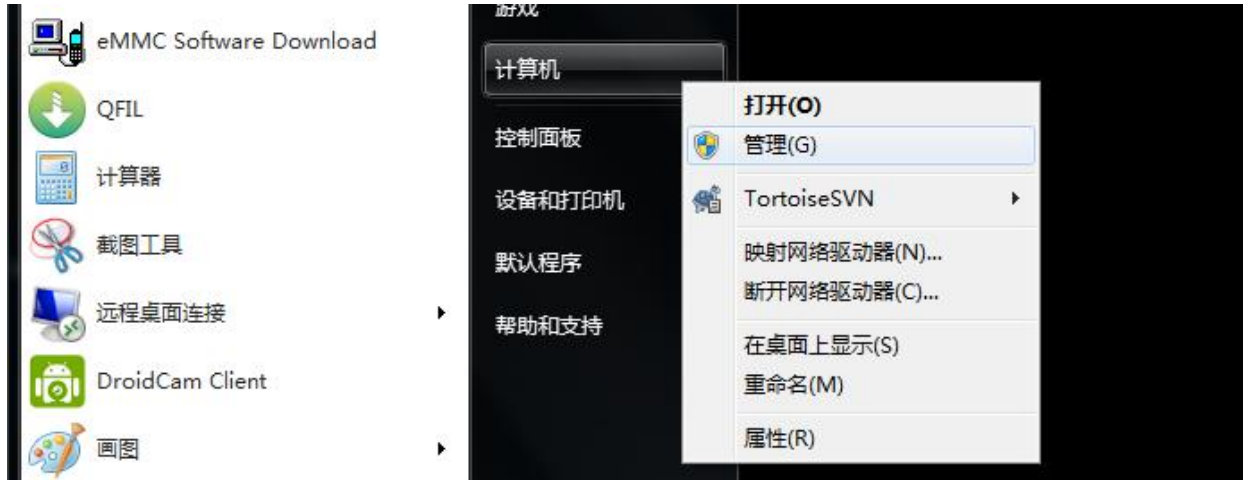 eMMC Software Download
QFIL
计算器
截图工具
远程桌面连接
DroidCam Client
画图
游戏
计算机
控制面板
设备和打印机
默认程序
帮助和支持
打开(O)
管理(G)
TortoiseSVN
映射网络驱动器(N)...
断开网络驱动器(C)...
在桌面上显示(S)
重命名(M)
属性(R)